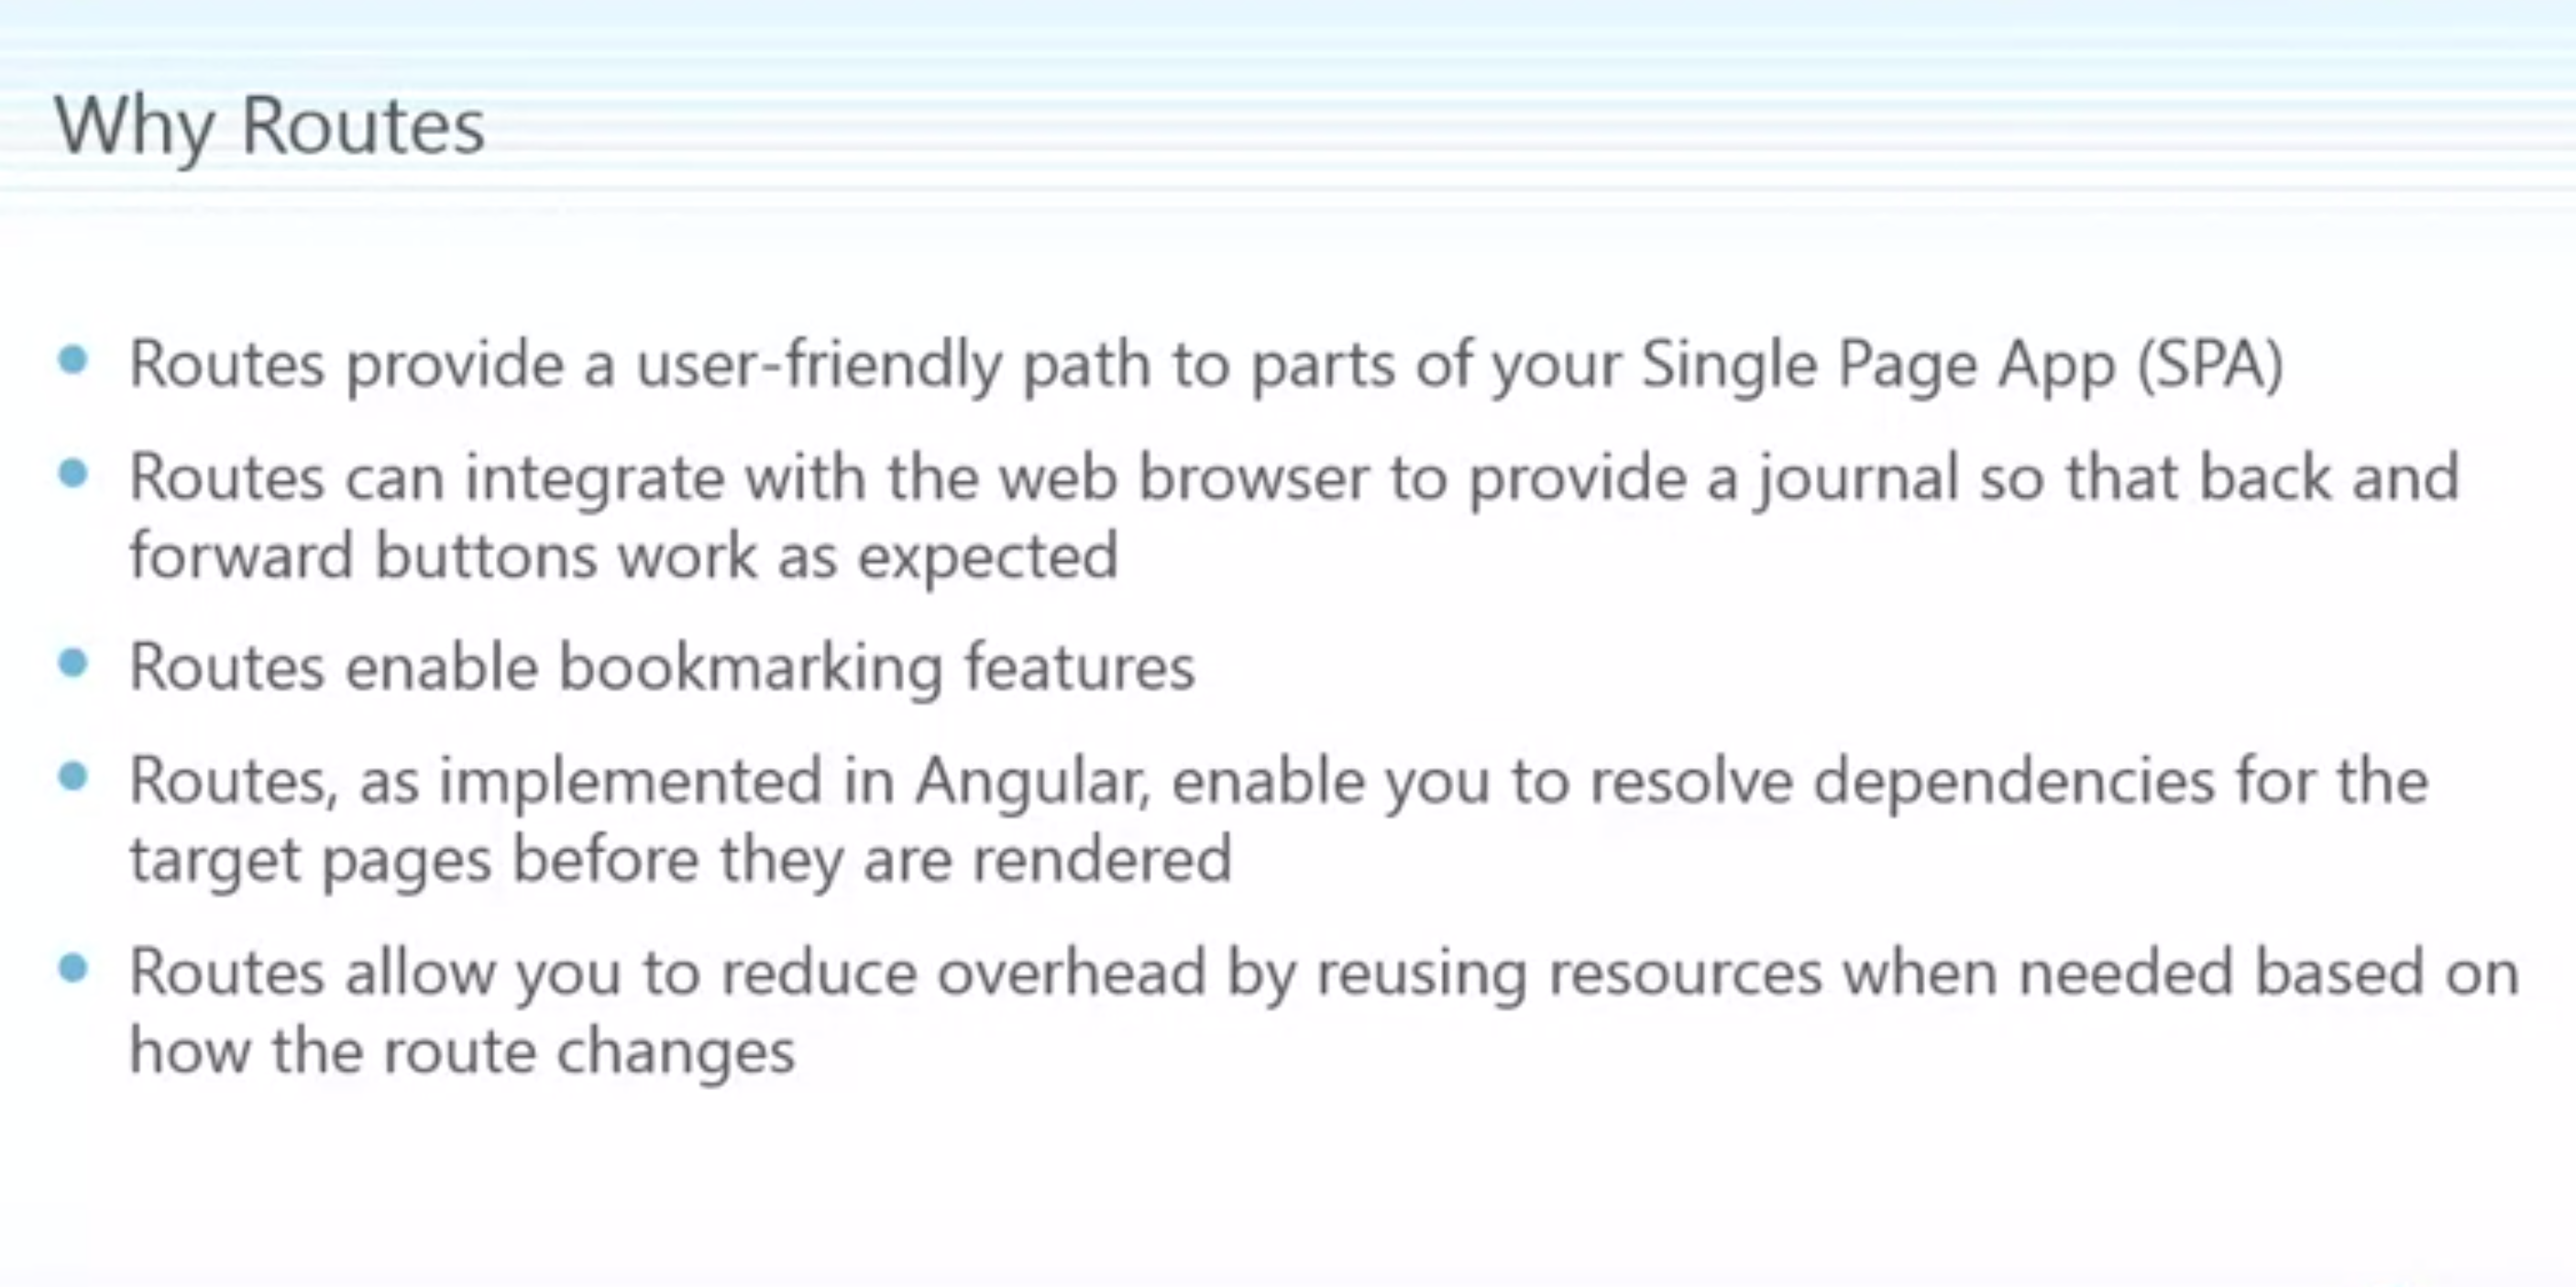 Why Routes
Routes provide a user-friendly path to parts of your Single Page App (SPA)
Routes can integrate with the web browser to provide a journal so that back and
forward buttons work as expected
Routes enable bookmarking features
Routes, as implemented in Angular, enable you to resolve dependencies for the
target pages before they are rendered
Routes allow you to reduce overhead by reusing resources when needed based on
how the route changes